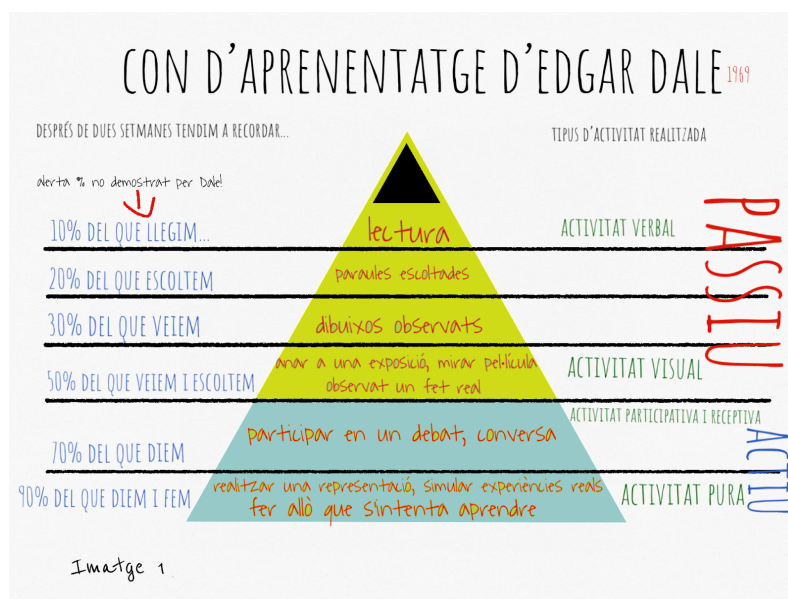 CON D'APRENENTATGE D'EDGAR DALE 1969
DESPRÉS DE DUES SETMANES TENDIM A RECORDAR...
TIPUS D'ACTIVITAT REALITZADA
alerta % no demostrat per Dale!
10% DEL QUE LLEGIM...
lectura
ACTIVITAT VERBAL
20% DEL QUE ESCOLTEM
paraules escoltades
30% DEL QUE VEIEM
dibuixos observats
50% DEL QUE VEIEM I ESCOLTEM
anar a una exposició, mirar pel·lícula
observat un fet real
ACTIVITAT VISUAL
PASSIU
70% DEL QUE DIEM
participar en un debat, conversa
ACTIVITAT PARTICIPATIVA I RECEPTIVA
90% DEL QUE DIEM I FEM
realitzar una representació, simular experiències reals
fer allò que s'intenta aprendre
ACTIVITAT PURA
ACTIU
Imatge 1